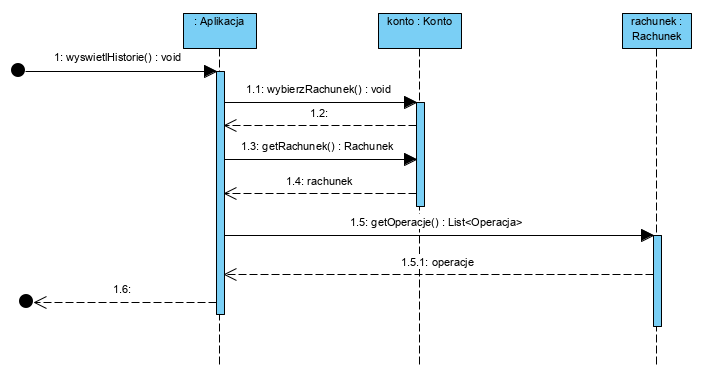 : Aplikacja
konto : Konto
rachunek :
Rachunek
1: wyswietlHistorie() : void
1.1: wybierzRachunek() : void
1.2:
1.3: getRachunek() : Rachunek
1.4: rachunek
1.5: getOperacje() : List<Operacja>
1.5.1: operacje
1.6: